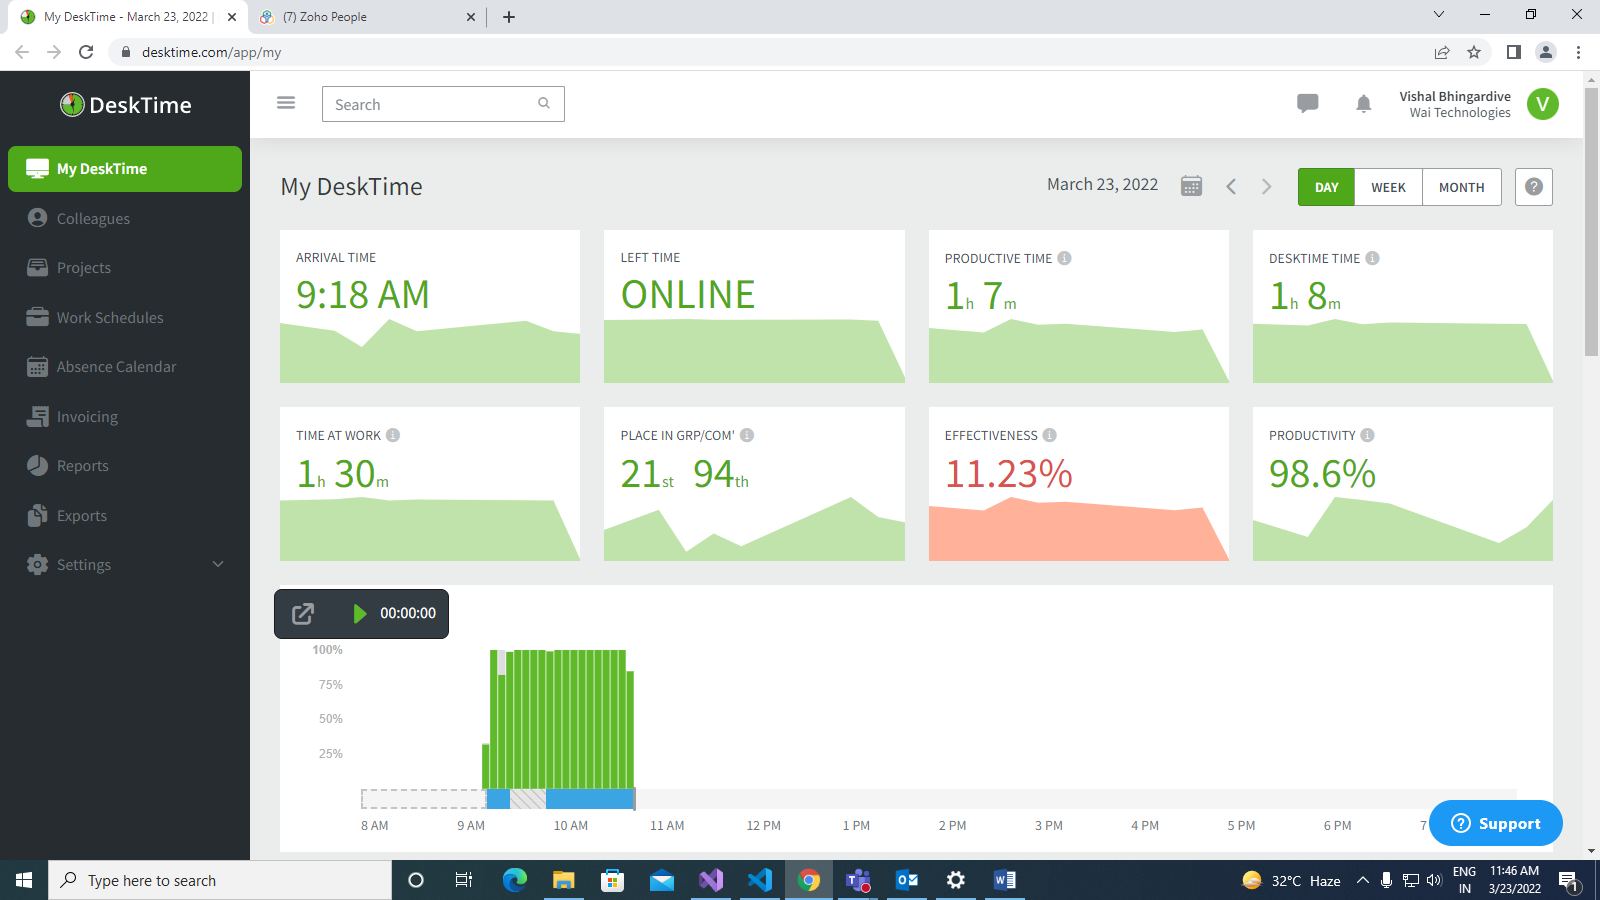 My DeskTime - March 23, 2022 |
(7) Zoho People
desktime.com/app/my
DeskTime
Search
Vishal Bhingardive
Wai Technologies
V
My DeskTime
Colleagues
Projects
Work Schedules
Absence Calendar
Invoicing
Reports
Exports
Settings
My DeskTime
March 23, 2022
DAY
WEEK
MONTH
?
ARRIVAL TIME
9:18 AM
LEFT TIME
ONLINE
PRODUCTIVE TIME
1h 7m
DESKTIME TIME
1h 8m
TIME AT WORK
1h 30m
PLACE IN GRP/COM'
21st 94th
EFFECTIVENESS
11.23%
PRODUCTIVITY
98.6%
00:00:00
100%
75%
50%
25%
8 AM 9 AM 10 AM 11 AM 12 PM 1 PM 2 PM 3 PM 4 PM 5 PM 6 PM 7
? Support
Type here to search
32°C Haze
ENG
IN
11:46 AM
3/23/2022
1